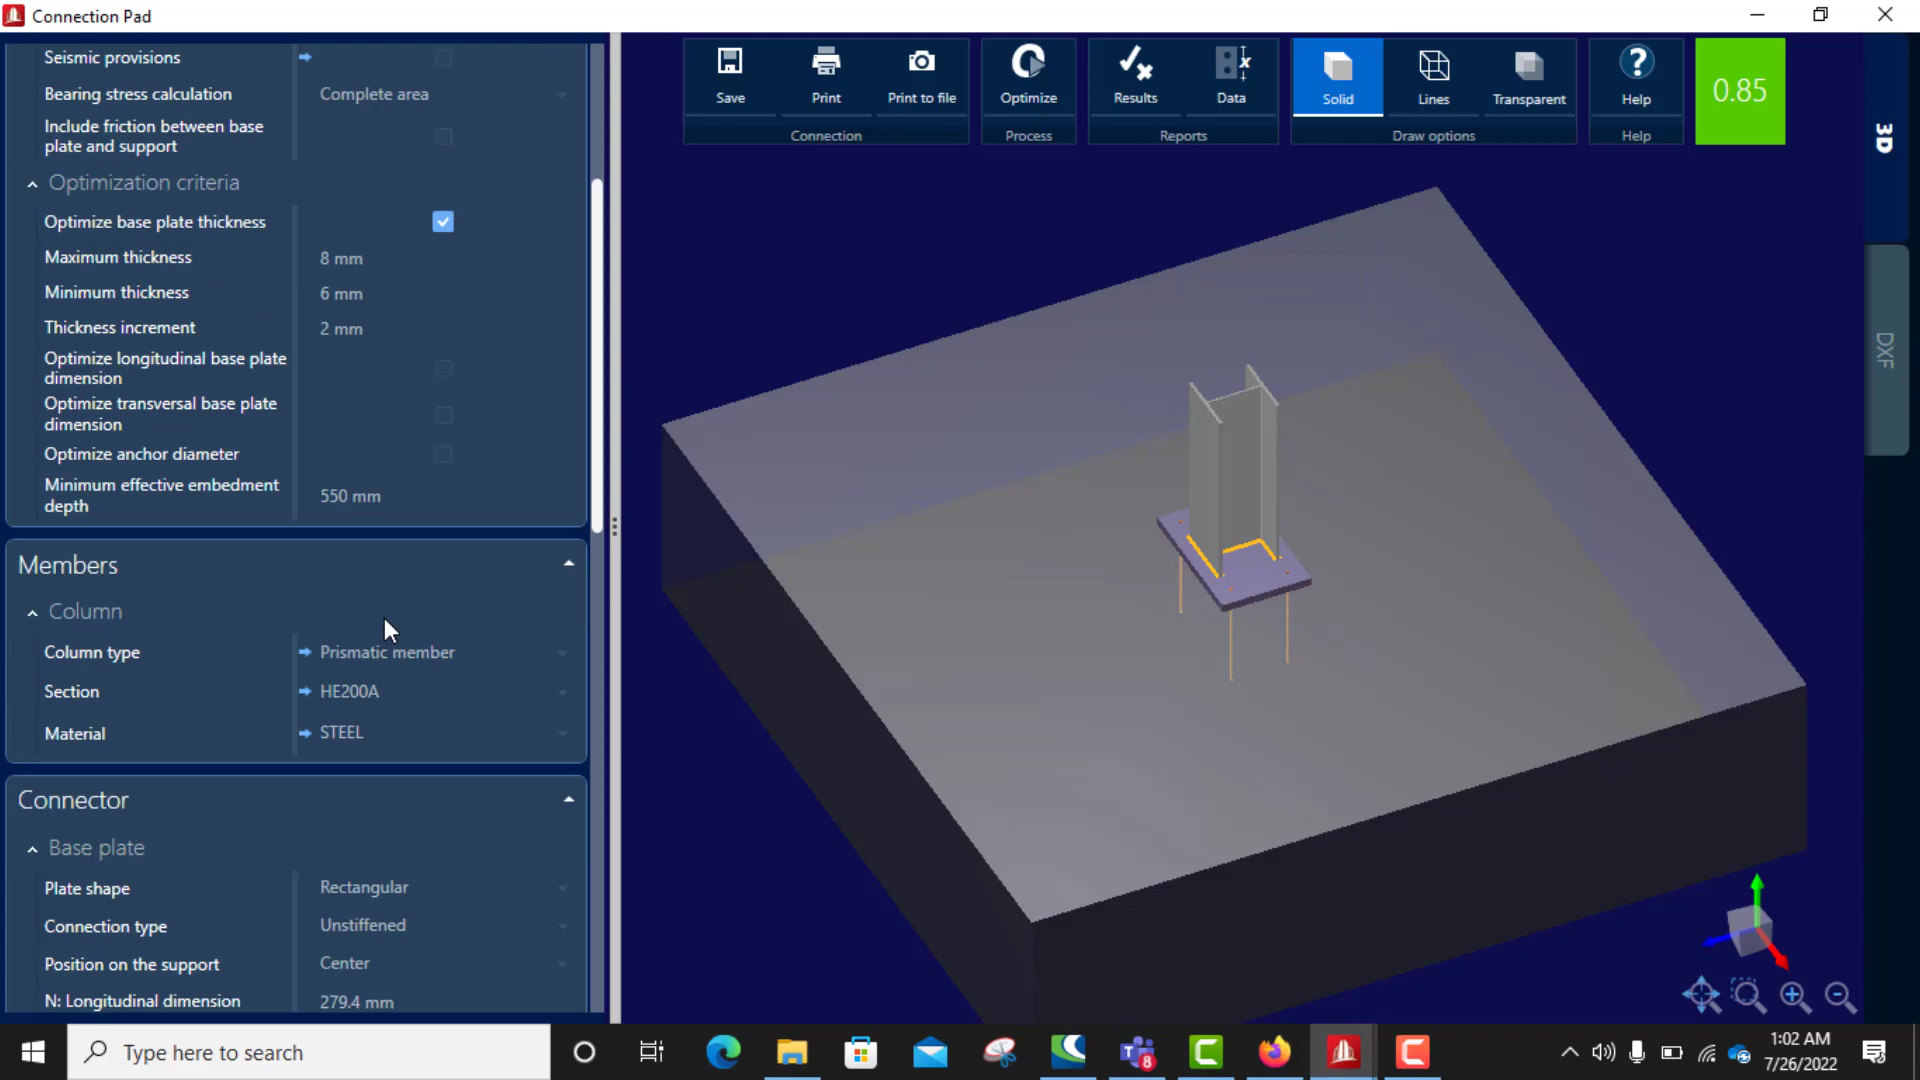 Connection Pad
Seismic provisions
Bearing stress calculation
Complete area
Include friction between base
plate and support
Optimization criteria
Optimize base plate thickness
Maximum thickness
8 mm
Minimum thickness
6 mm
Thickness increment
2 mm
Optimize longitudinal base plate
dimension
Optimize transversal base plate
dimension
Optimize anchor diameter
Minimum effective embedment
depth
550 mm
Members
Column
Column type
Prismatic member
Section
HE200A
Material
STEEL
Connector
Base plate
Plate shape
Rectangular
Connection type
Unstiffened
Position on the support
Center
N: Longitudinal dimension
279.4 mm
Save
Print
Print to file
Connection
Optimize
Process
Results
Data
Reports
Solid
Lines
Transparent
Draw options
Help
Help
0.85
3D
DXF
Type here to search
8
1:02 AM
7/26/2022